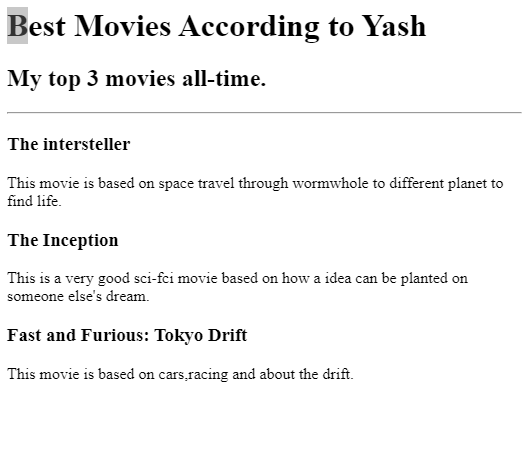 Best Movies According to Yash
My top 3 movies all-time.
The intersteller
This movie is based on space travel through wormwhole to different planet to
find life.
The Inception
This is a very good sci-fci movie based on how a idea can be planted on
someone else's dream.
Fast and Furious: Tokyo Drift
This movie is based on cars,racing and about the drift.